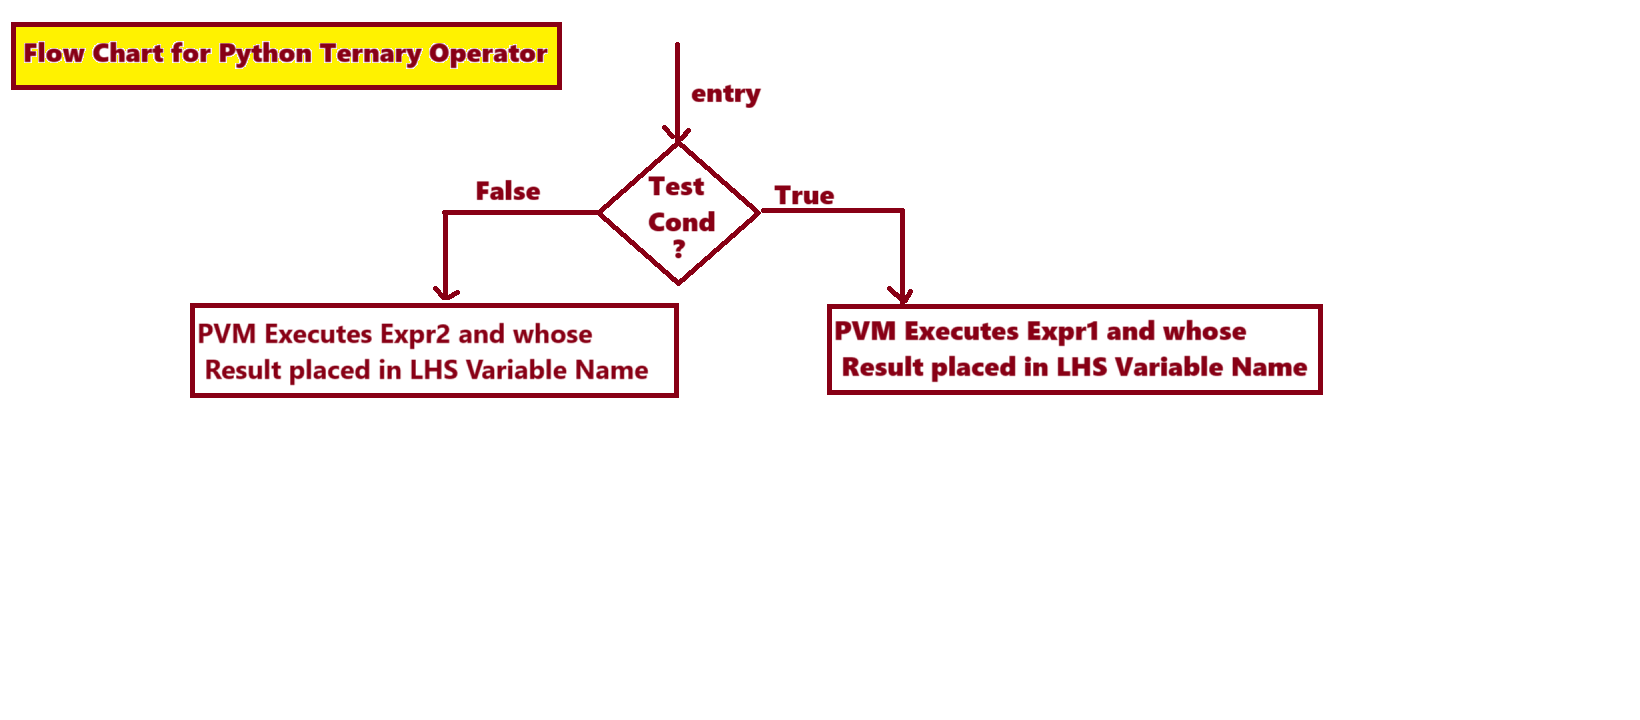 Flow Chart for Python Ternary Operator
entry
False
True
Test
Cond
?
PVM Executes Expr2 and whose
Result placed in LHS Variable Name
PVM Executes Expr1 and whose
Result placed in LHS Variable Name